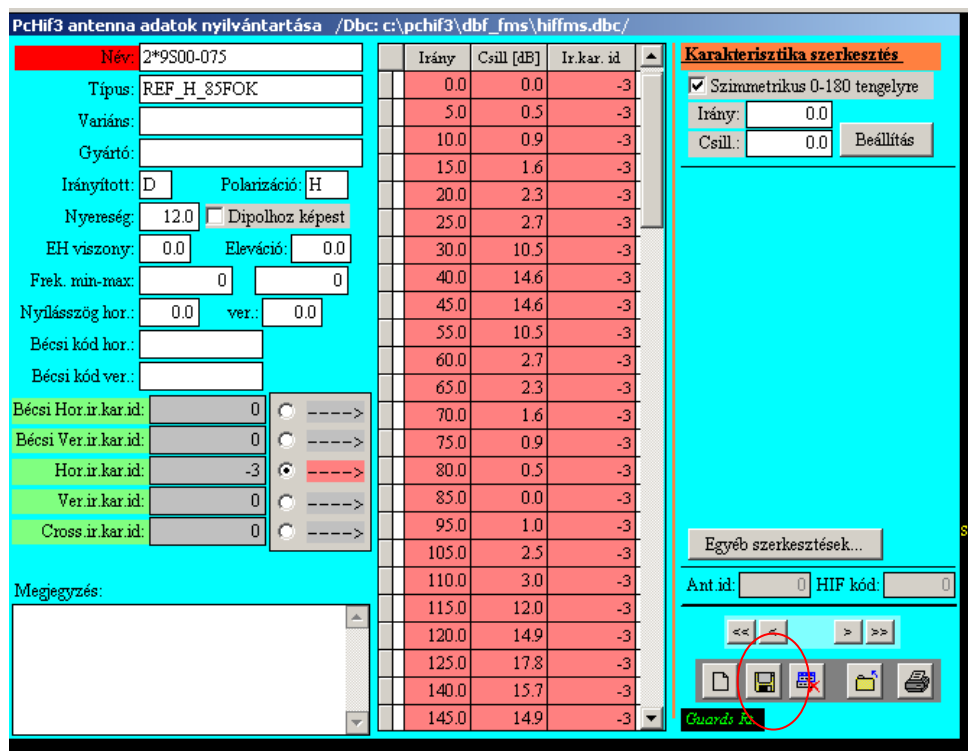 PcHif3 antenna adatok nyilvántartása /Dbc: c:\pchif3\dbf_fms\hiffms.dbc/
Név: 2*9S00-075
Típus: REF_H_85FOK
Variáns:
Gyártó:
Irányított: D Polarizáció: H
Nyereség: 12.0 Dipolhoz képest
EH viszony: 0.0 Eleváció: 0.0
Frek. min-max: 0 0
Nyílásszög hor.: 0.0 ver.: 0.0
Bécsi kód hor.:
Bécsi kód ver.:
Bécsi Hor.ir.kar.id: 0 ---->
Bécsi Ver.ir.kar.id: 0 ---->
Hor.ir.kar.id: -3 ---->
Ver.ir.kar.id: 0 ---->
Cross.ir.kar.id: 0 ---->
Megjegyzés:
Irány Csill [dB] Ir.kar. id
0.0 0.0 -3
5.0 0.5 -3
10.0 0.9 -3
15.0 1.6 -3
20.0 2.3 -3
25.0 2.7 -3
30.0 10.5 -3
40.0 14.6 -3
45.0 14.6 -3
55.0 10.5 -3
60.0 2.7 -3
65.0 2.3 -3
70.0 1.6 -3
75.0 0.9 -3
80.0 0.5 -3
85.0 0.0 -3
95.0 1.0 -3
105.0 2.5 -3
110.0 3.0 -3
115.0 12.0 -3
120.0 14.9 -3
125.0 17.8 -3
140.0 15.7 -3
145.0 14.9 -3
Karakterisztika szerkesztés
Szimmetrikus 0-180 tengelyre
Irány: 0.0
Csill.: 0.0 Beállítás
Egyéb szerkesztések...
Ant.id: 0 HIF kód: 0
<< < > >>
Guards